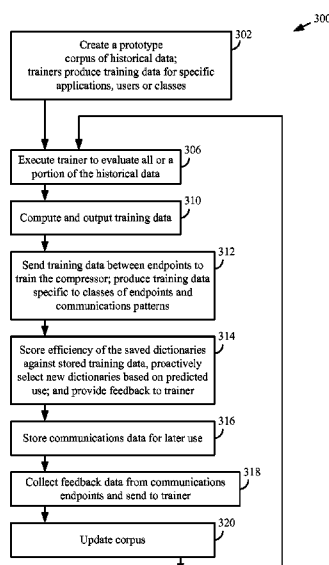 300
302
Create a prototype
corpus of historical data;
trainers produce training data for specific
applications, users or classes
306
Execute trainer to evaluate all or a
portion of the historical data
310
Compute and output training data
312
Send training data between endpoints to
train the compressor; produce training data
specific to classes of endpoints and
communications patterns
314
Score efficiency of the saved dictionaries
against stored training data, proactively
select new dictionaries based on predicted
use; and provide feedback to trainer
316
Store communications data for later use
318
Collect feedback data from communications
endpoints and send to trainer
320
Update corpus